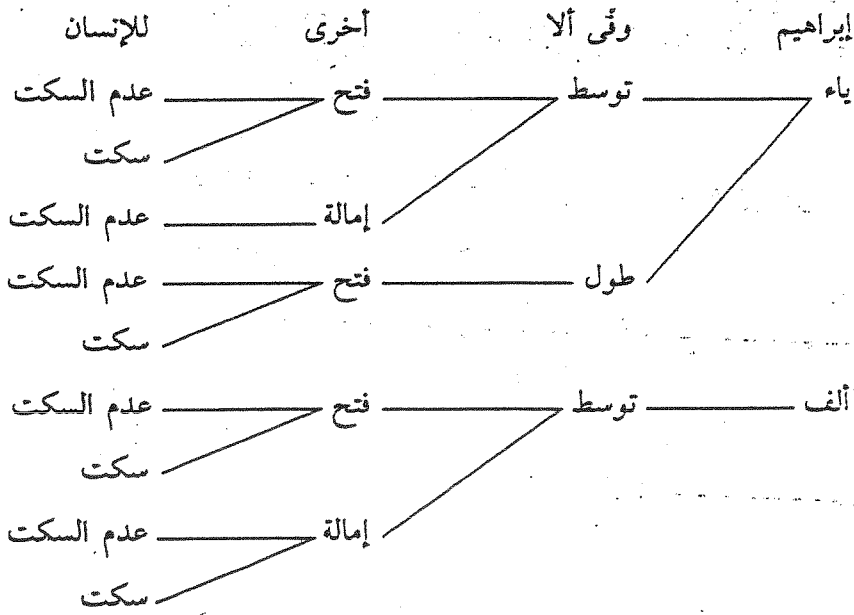 إبراهيم وفّى ألا أخرى للإنسان
ياء توسط فتح عدم السكت
سكت
إمالة عدم السكت
طول فتح عدم السكت
سكت
ألف توسط فتح عدم السكت
سكت
إمالة عدم السكت
سكت